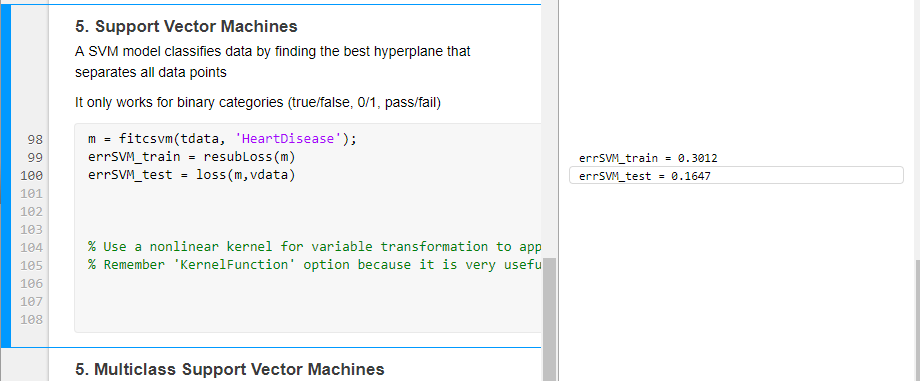 5. Support Vector Machines
A SVM model classifies data by finding the best hyperplane that
separates all data points
It only works for binary categories (true/false, 0/1, pass/fail)
98 m = fitcsvm(tdata, 'HeartDisease');
99 errSVM_train = resubLoss(m)
100 errSVM_test = loss(m,vdata)
101
102
103
104 % Use a nonlinear kernel for variable transformation to app
105 % Remember 'KernelFunction' option because it is very usefu
106
107
108
5. Multiclass Support Vector Machines
errSVM_train = 0.3012
errSVM_test = 0.1647